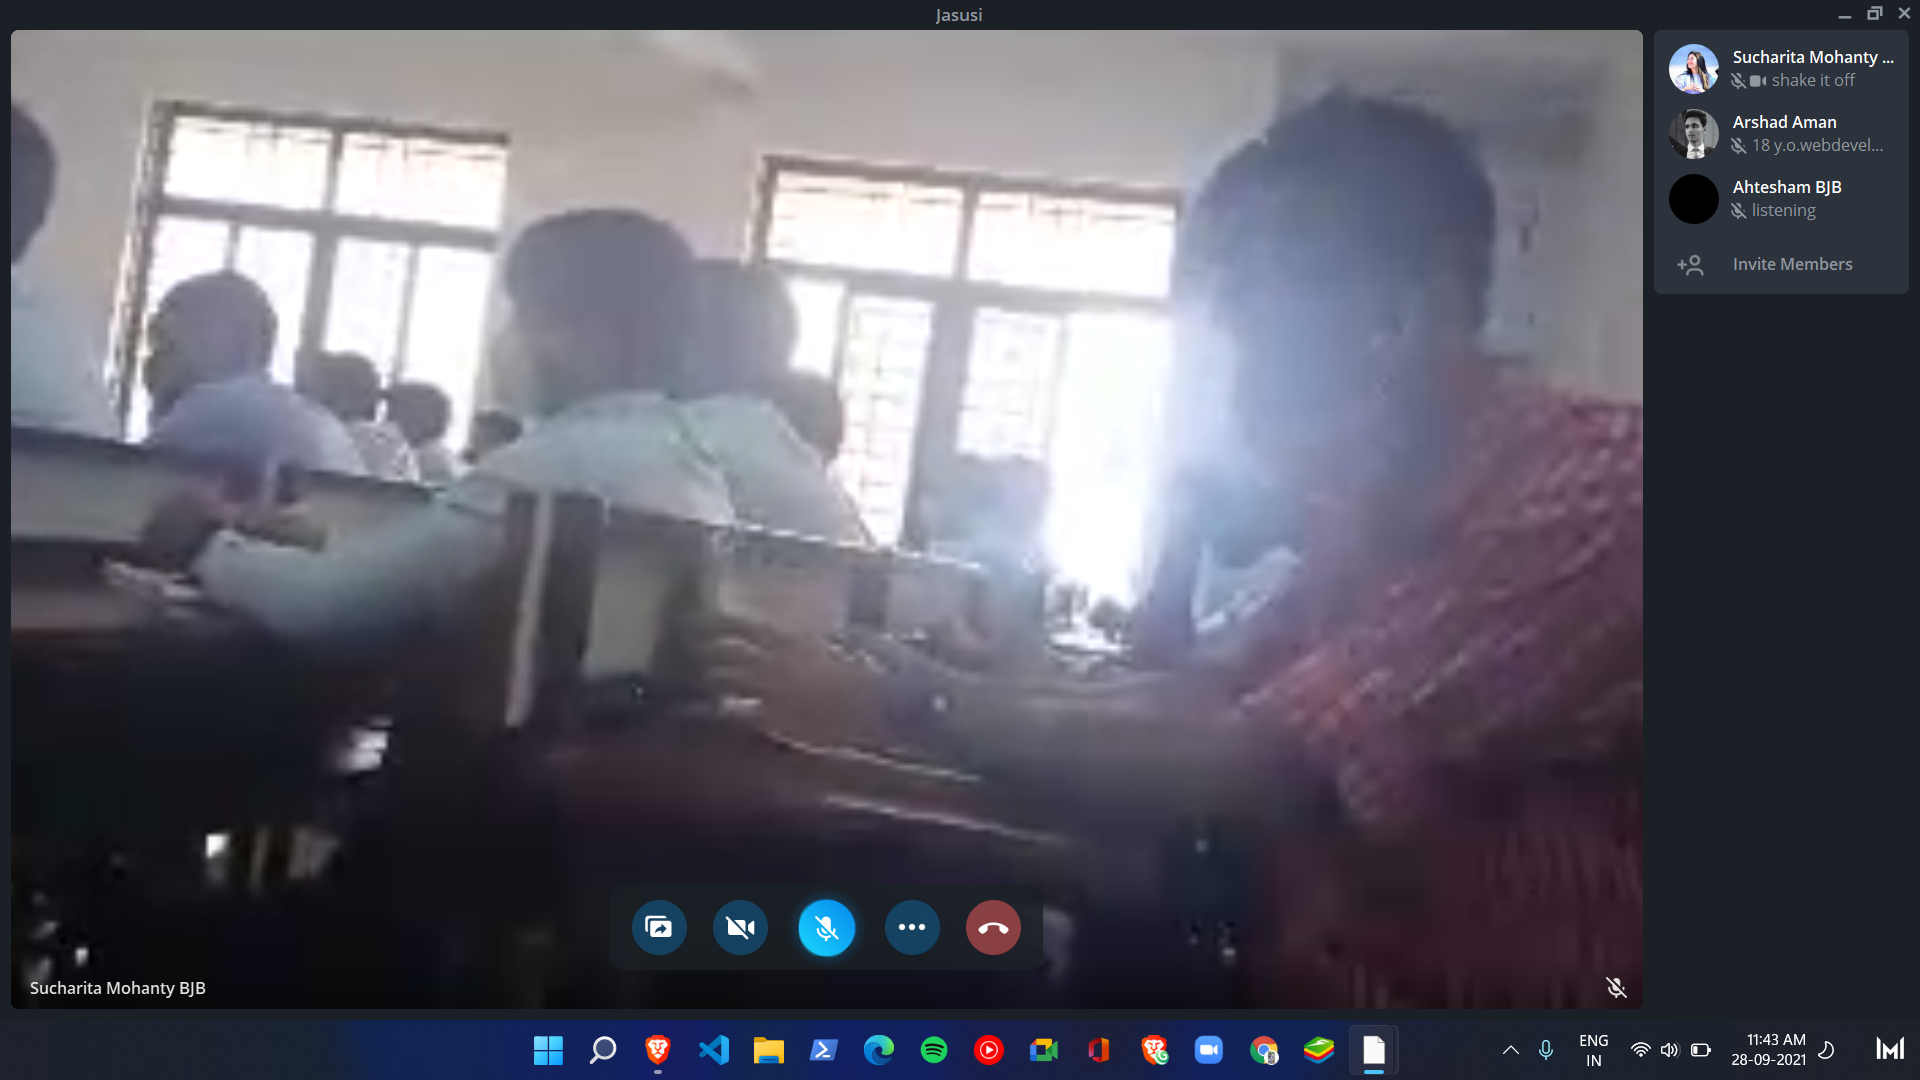 Jasusi
Sucharita Mohanty ...
shake it off
Arshad Aman
18 y.o.webdevel...
Ahtesham BJB
listening
Invite Members
Sucharita Mohanty BJB
ENG
IN
11:43 AM
28-09-2021